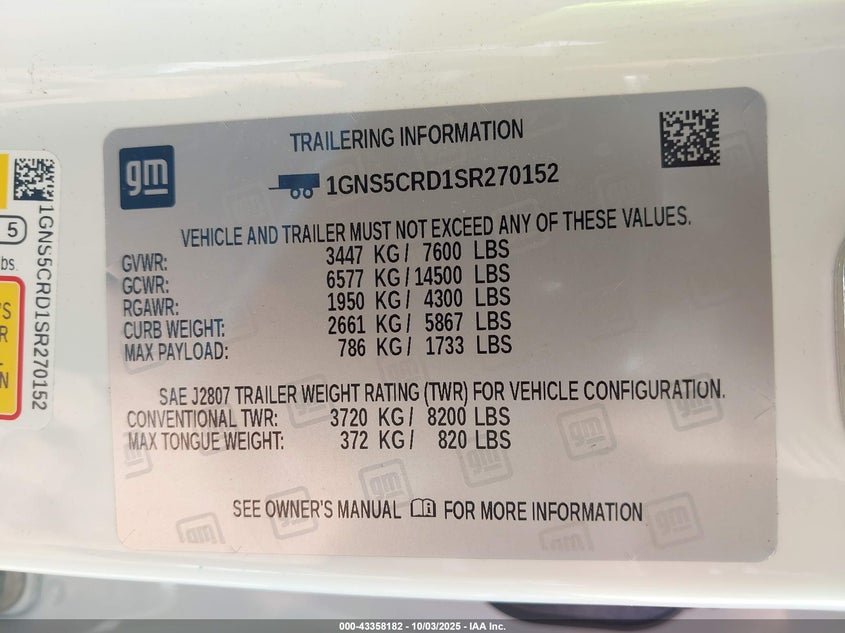 TRAILERING INFORMATION
gm
1GNS5CRD1SR270152
VEHICLE AND TRAILER MUST NOT EXCEED ANY OF THESE VALUES.
GVWR: 3447 KG / 7600 LBS
GCWR: 6577 KG / 14500 LBS
RGAWR: 1950 KG / 4300 LBS
CURB WEIGHT: 2661 KG / 5867 LBS
MAX PAYLOAD: 786 KG / 1733 LBS
SAE J2807 TRAILER WEIGHT RATING (TWR) FOR VEHICLE CONFIGURATION.
CONVENTIONAL TWR: 3720 KG / 8200 LBS
MAX TONGUE WEIGHT: 372 KG / 820 LBS
SEE OWNER'S MANUAL FOR MORE INFORMATION
1GNS5CRD1SR270152
5
bs.
'S
R
N
000-43358182 - 10/03/2025 - IAA Inc.